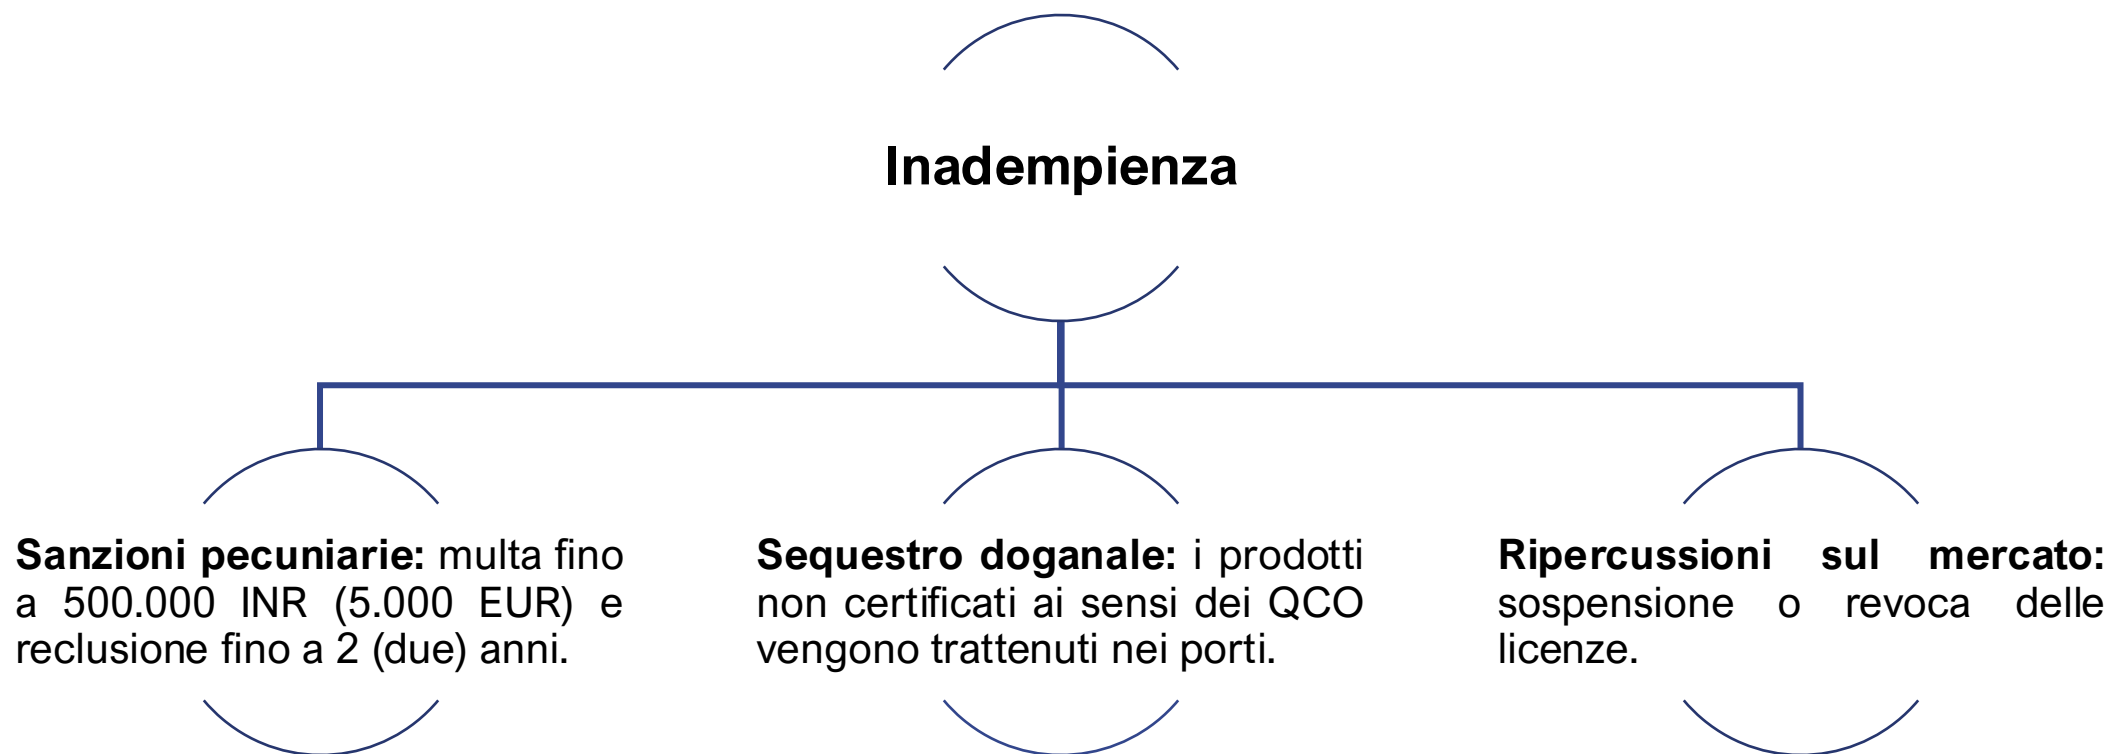 Inadempienza
Sanzioni pecuniarie: multa fino
a 500.000 INR (5.000 EUR) e
reclusione fino a 2 (due) anni.
Sequestro doganale: i prodotti
non certificati ai sensi dei QCO
vengono trattenuti nei porti.
Ripercussioni sul mercato:
sospensione o revoca delle
licenze.